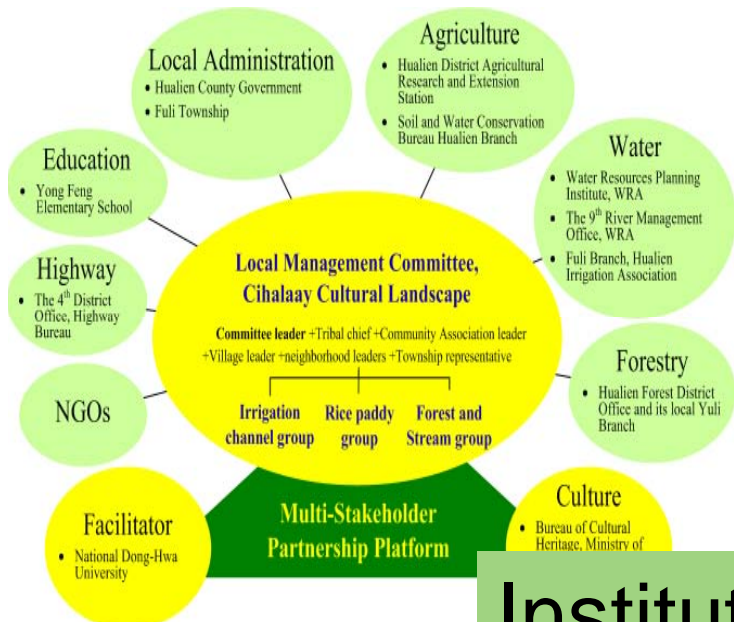 Local Administration
• Hualien County Government
• Fuli Township
Agriculture
• Hualien District Agricultural
Research and Extension
Station
• Soil and Water Conservation
Bureau Hualien Branch
Education
• Yong Feng
Elementary School
Water
• Water Resources Planning
Institute, WRA
• The 9th River Management
Office, WRA
• Fuli Branch, Hualien
Irrigation Association
Highway
• The 4th District
Office, Highway
Bureau
Local Management Committee,
Cihalaay Cultural Landscape
Committee leader +Tribal chief +Community Association leader
+Village leader +neighborhood leaders +Township representative
Irrigation
channel group
Rice paddy
group
Forest and
Stream group
Forestry
• Hualien Forest District
Office and its local Yuli
Branch
NGOs
Facilitator
• National Dong-Hwa
University
Multi-Stakeholder
Partnership Platform
Culture
• Bureau of Cultural
Heritage, Ministry of